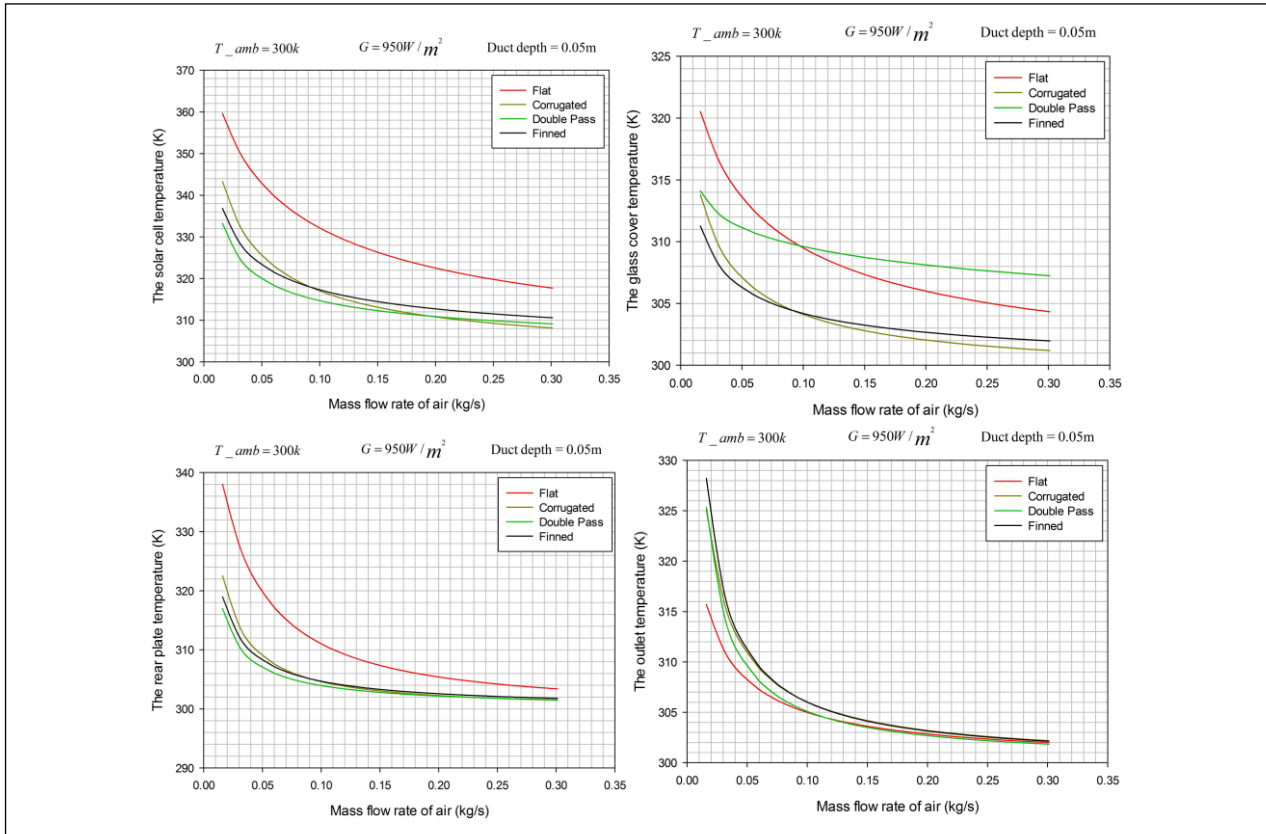 T_amb = 300k G = 950W / m² Duct depth = 0.05m
370
360
350
340
330
320
310
300
The solar cell temperature (K)
Flat
Corrugated
Double Pass
Finned
0.00 0.05 0.10 0.15 0.20 0.25 0.30 0.35
Mass flow rate of air (kg/s)
T_amb = 300k G = 950W / m² Duct depth = 0.05m
325
320
315
310
305
300
The glass cover temperature (K)
Flat
Corrugated
Double Pass
Finned
0.00 0.05 0.10 0.15 0.20 0.25 0.30 0.35
Mass flow rate of air (kg/s)
T_amb = 300k G = 950W / m² Duct depth = 0.05m
340
330
320
310
300
290
The rear plate temperature (K)
Flat
Corrugated
Double Pass
Finned
0.00 0.05 0.10 0.15 0.20 0.25 0.30 0.35
Mass flow rate of air (kg/s)
T_amb = 300k G = 950W / m² Duct depth = 0.05m
330
325
320
315
310
305
300
The outlet temperature (K)
Flat
Corrugated
Double Pass
Finned
0.00 0.05 0.10 0.15 0.20 0.25 0.30 0.35
Mass flow rate of air (kg/s)